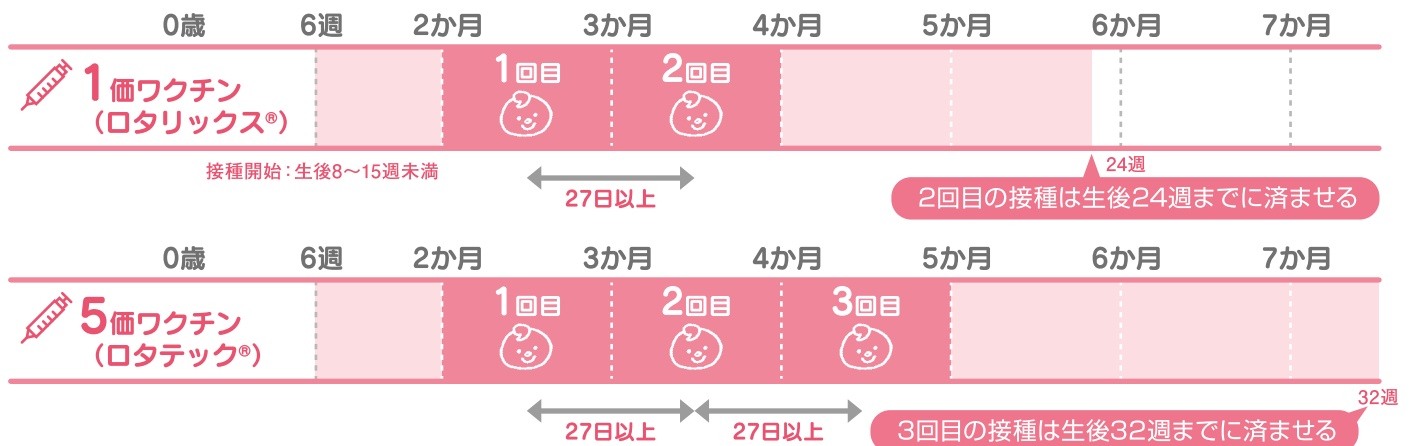 0歳 6週 2か月 3か月 4か月 5か月 6か月 7か月
1価ワクチン
(ロタリックス®)
1回目 2回目
接種開始：生後8〜15週未満
27日以上
24週
2回目の接種は生後24週までに済ませる
0歳 6週 2か月 3か月 4か月 5か月 6か月 7か月
5価ワクチン
(ロタテック®)
1回目 2回目 3回目
27日以上 27日以上
32週
3回目の接種は生後32週までに済ませる